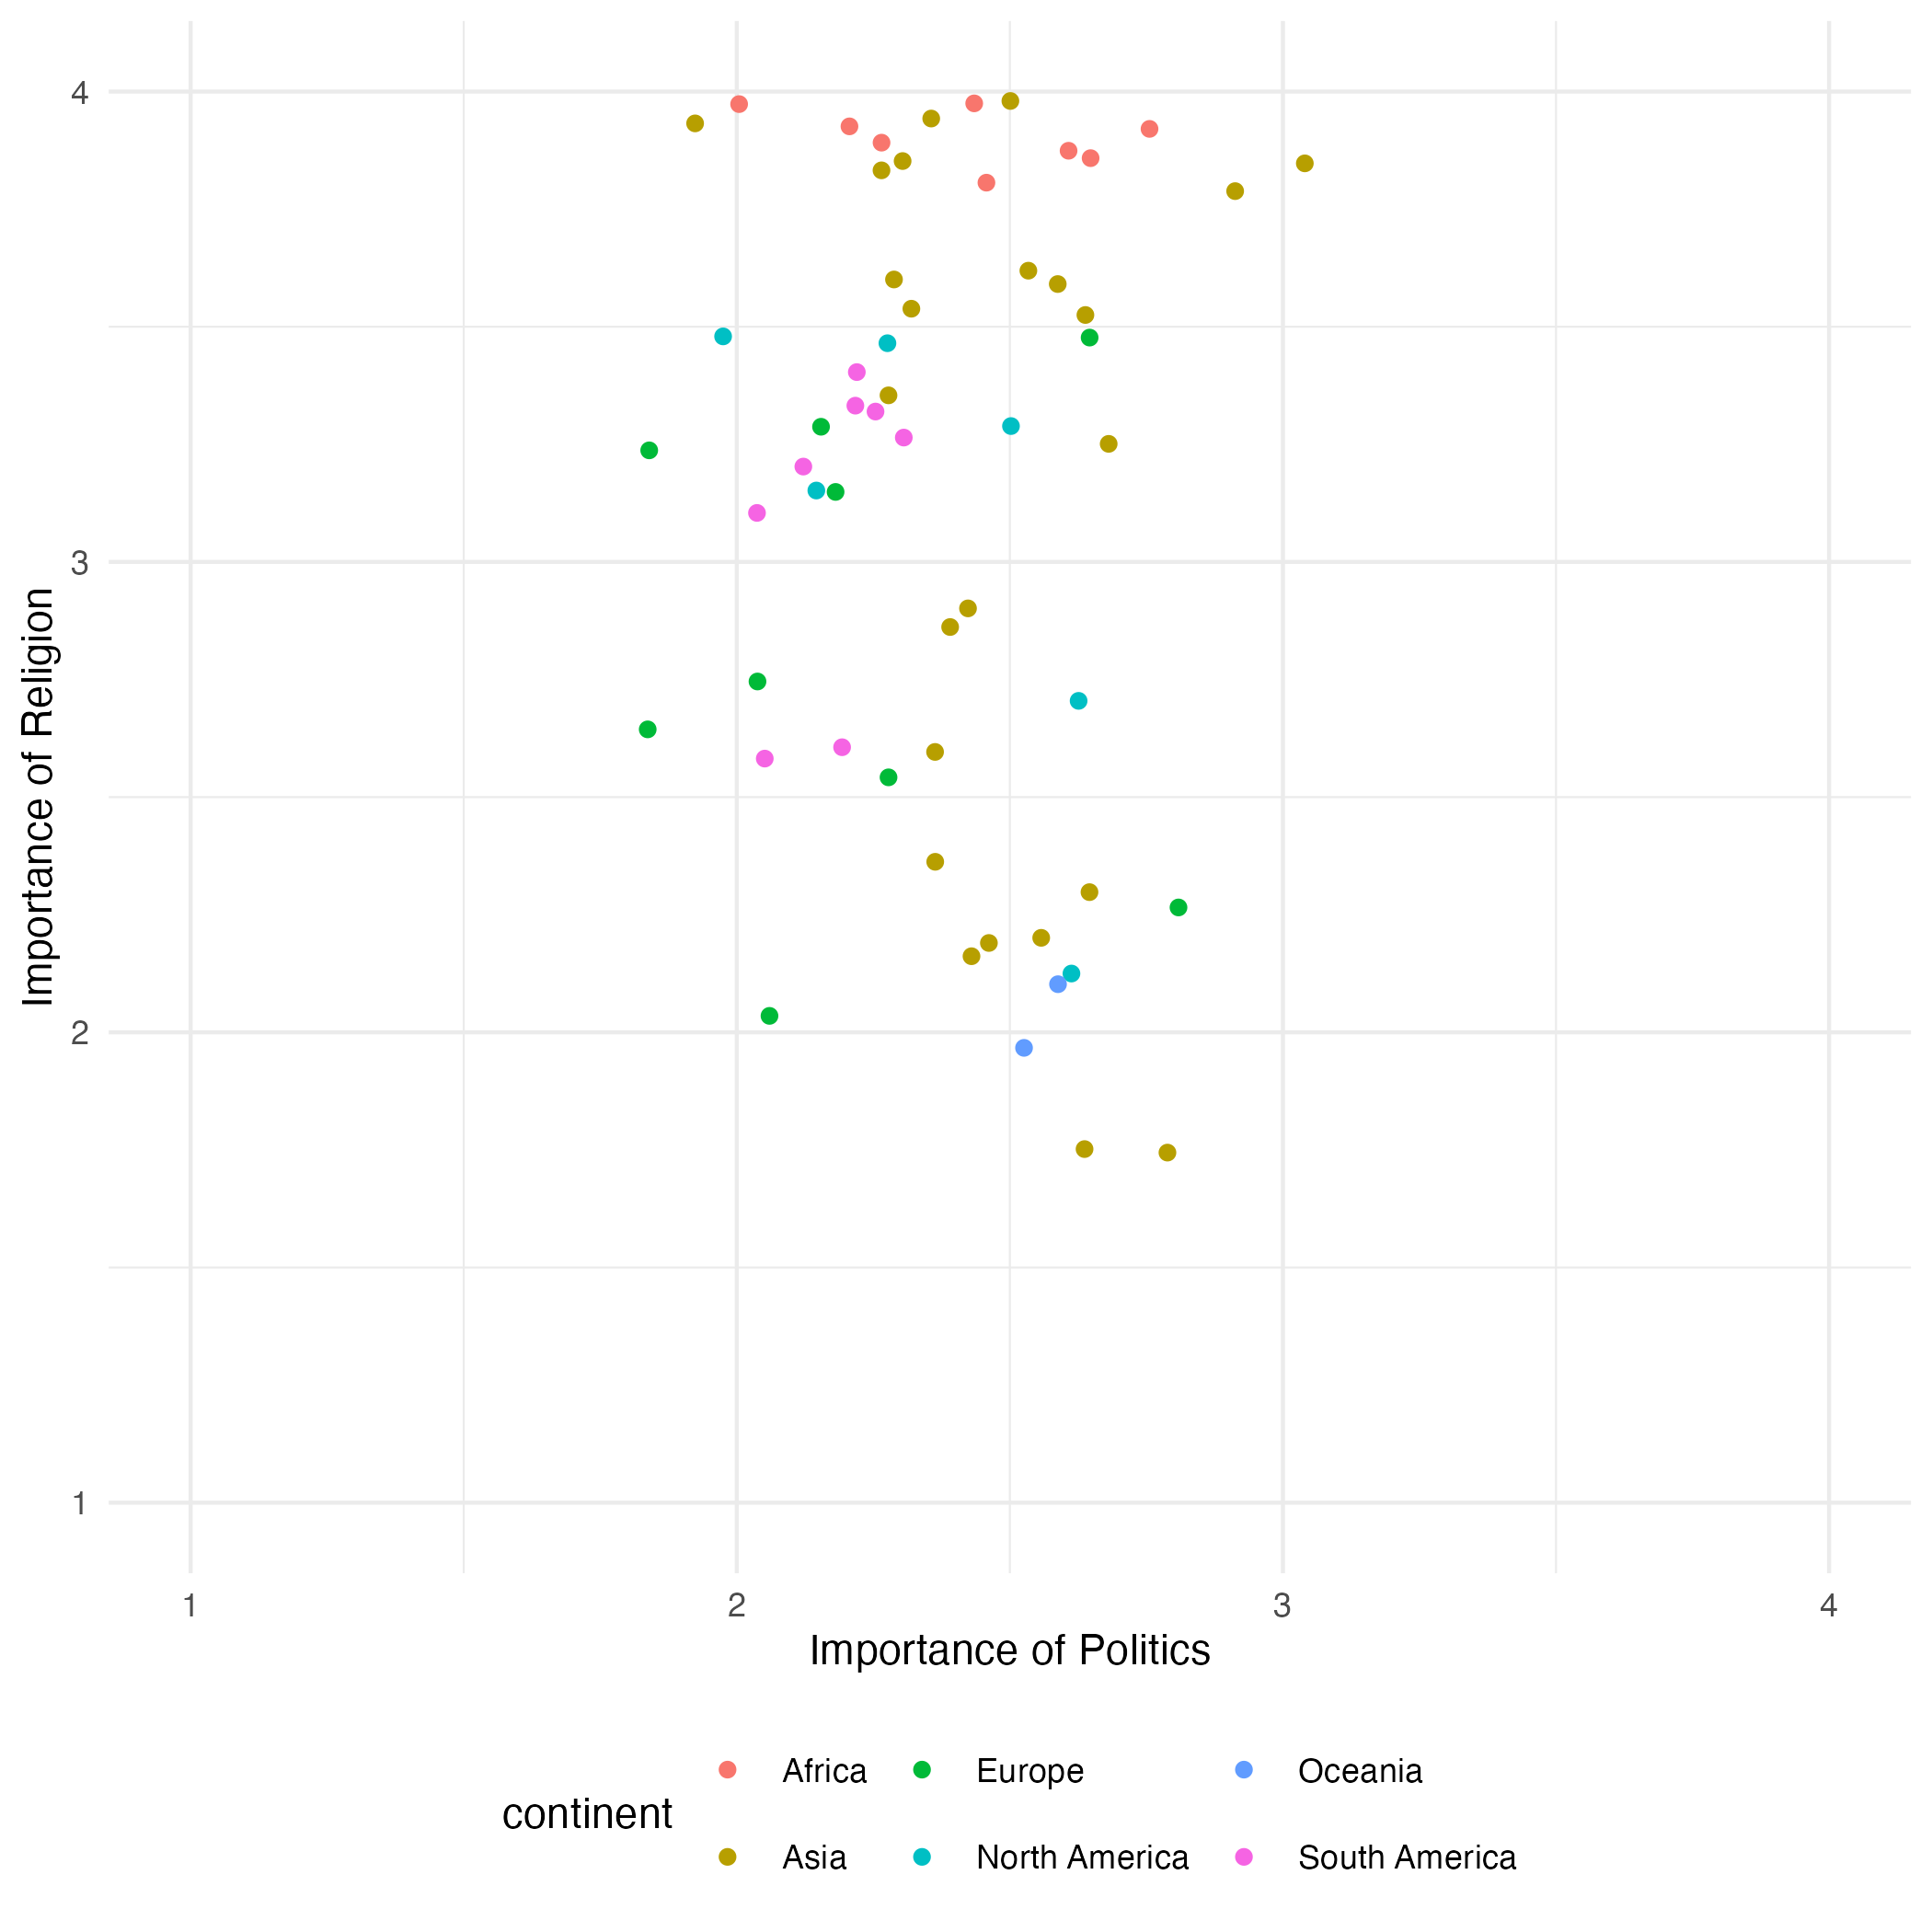 4
3
2
1
Importance of Religion
1 2 3 4
Importance of Politics
continent
Africa Europe Oceania
Asia North America South America